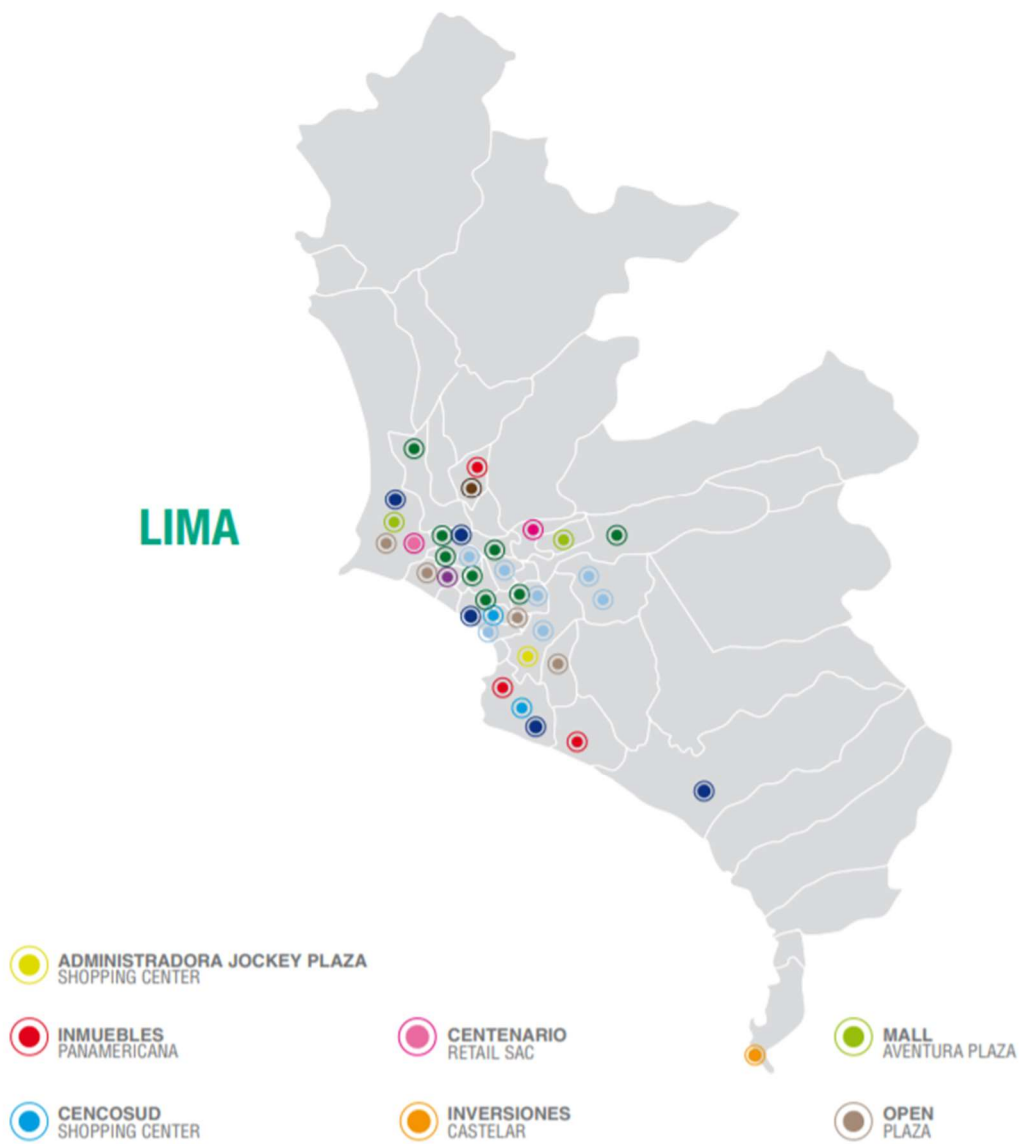 LIMA
ADMINISTRADORA JOCKEY PLAZA
SHOPPING CENTER
INMUEBLES
PANAMERICANA
CENTENARIO
RETAIL SAC
MALL
AVENTURA PLAZA
CENCOSUD
SHOPPING CENTER
INVERSIONES
CASTELAR
OPEN
PLAZA